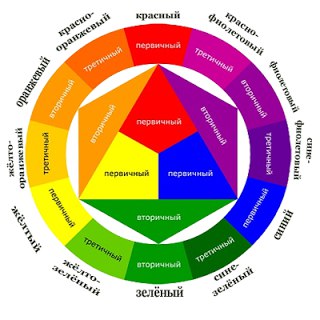 красный
красно-
фиолетовый
фиолетовый
сине-
фиолетовый
синий
сине-
зелёный
зелёный
жёлто-
зелёный
жёлтый
жёлто-
оранжевый
оранжевый
красно-
оранжевый
первичный
третичный
вторичный
третичный
первичный
третичный
вторичный
третичный
первичный
третичный
вторичный
третичный
первичный
вторичный
вторичный
первичный
первичный
вторичный